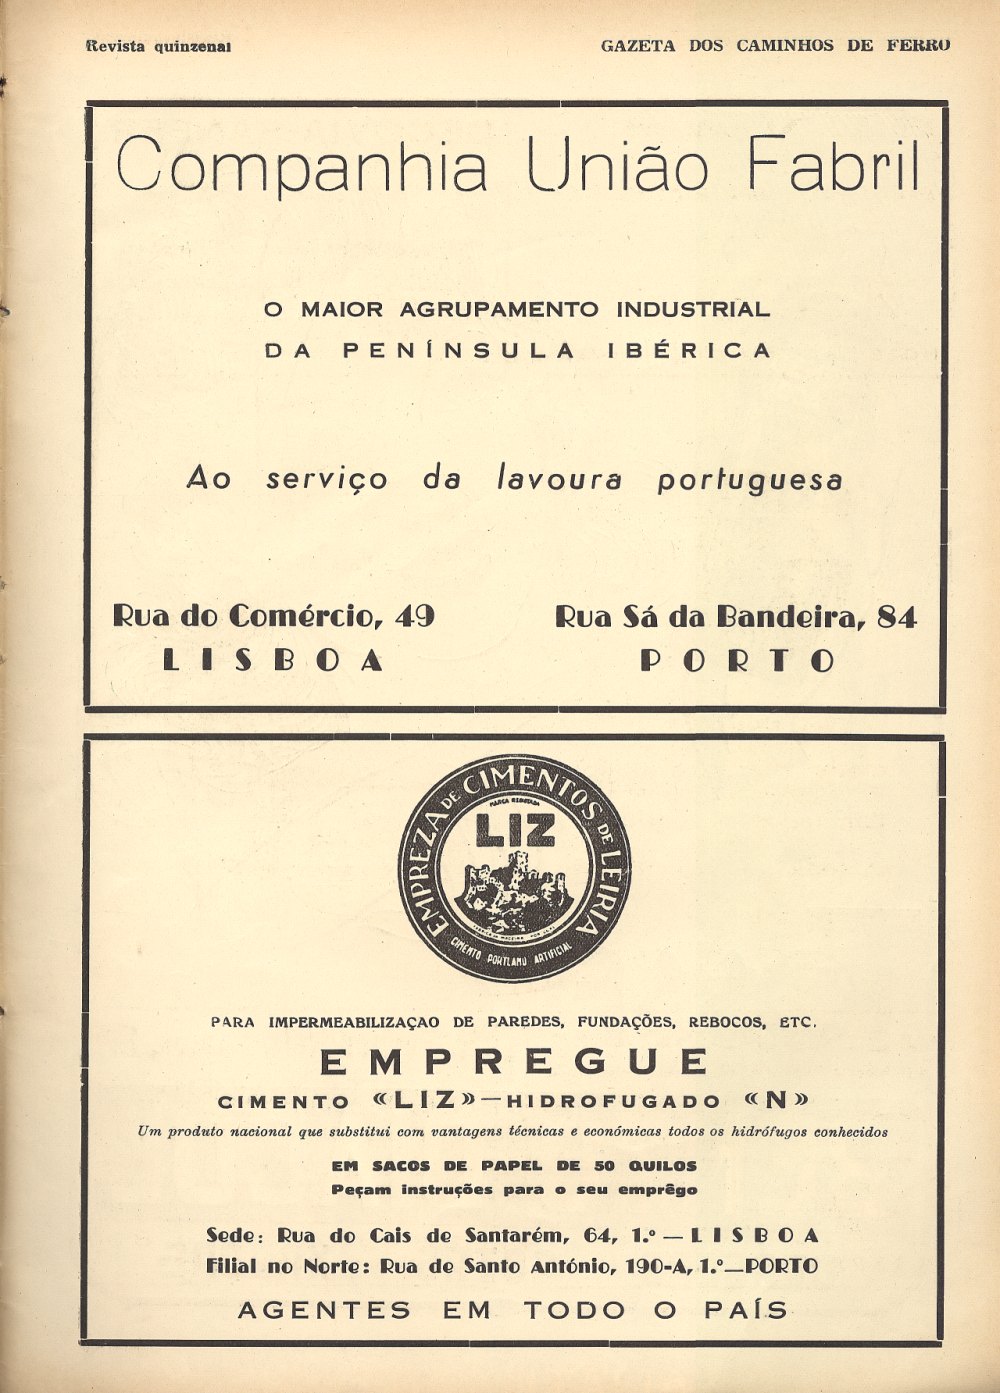 Revista quinzenal
GAZETA DOS CAMINHOS DE FERRO
Companhia União Fabril
O MAIOR AGRUPAMENTO INDUSTRIAL
DA PENÍNSULA IBÉRICA
Ao serviço da lavoura portuguesa
Rua do Comércio, 49
LISBOA
Rua Sá da Bandeira, 84
PORTO
EMPREZA DE CIMENTOS DE LEIRIA
MARCA REGISTADA
LIZ
CIMENTO PORTLAND ARTIFICIAL
PARA IMPERMEABILIZAÇAO DE PAREDES, FUNDAÇÕES, REBOCOS, ETC.
EMPREGUE
CIMENTO «LIZ»—HIDROFUGADO «N»
Um produto nacional que substitui com vantagens técnicas e económicas todos os hidrófugos conhecidos
EM SACOS DE PAPEL DE 50 QUILOS
Peçam instruções para o seu emprêgo
Sede: Rua do Cais de Santarém, 64, 1.º — LISBOA
Filial no Norte: Rua de Santo António, 190-A, 1.º—PORTO
AGENTES EM TODO O PAÍS